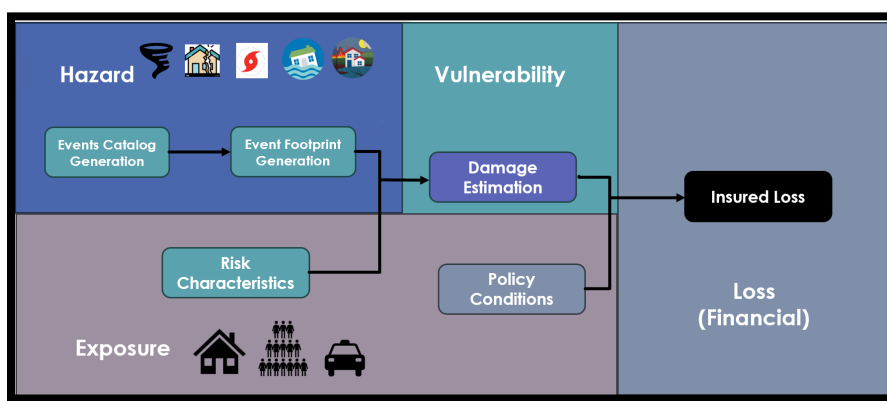 Hazard
Vulnerability
Events Catalog
Generation
Event Footprint
Generation
Damage
Estimation
Insured Loss
Risk
Characteristics
Policy
Conditions
Loss
(Financial)
Exposure